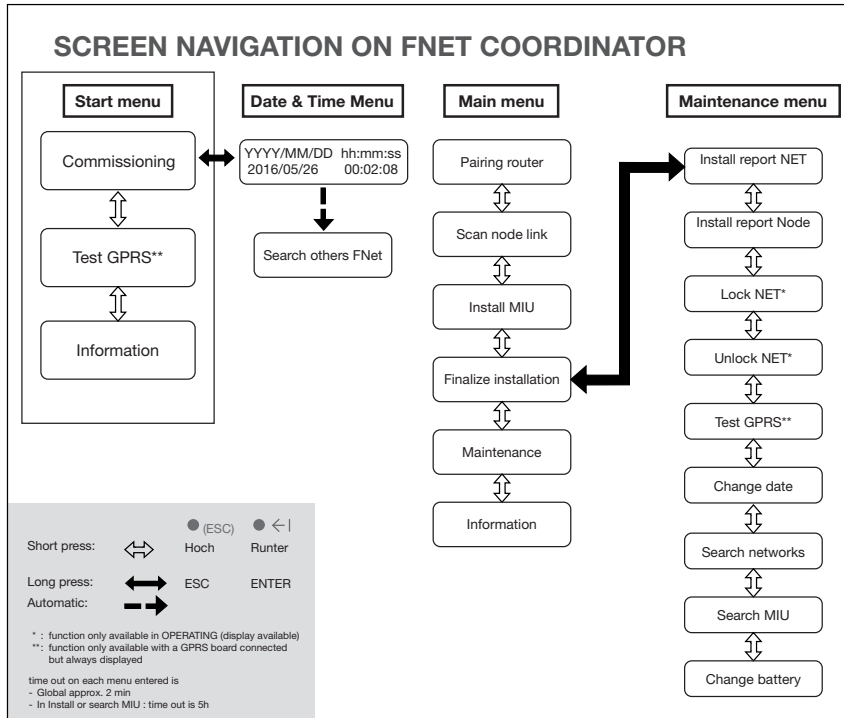 SCREEN NAVIGATION ON FNET COORDINATOR
Start menu
Commissioning
Test GPRS**
Information
Date & Time Menu
YYYY/MM/DD hh:mm:ss
2016/05/26 00:02:08
Search others FNet
Main menu
Pairing router
Scan node link
Install MIU
Finalize installation
Maintenance
Information
Maintenance menu
Install report NET
Install report Node
Lock NET*
Unlock NET*
Test GPRS**
Change date
Search networks
Search MIU
Change battery
(ESC)
Short press: Hoch Runter
Long press: ESC ENTER
Automatic:
* : function only available in OPERATING (display available)
**: function only available with a GPRS board connected
but always displayed
time out on each menu entered is
- Global approx. 2 min
- In Install or search MIU : time out is 5h